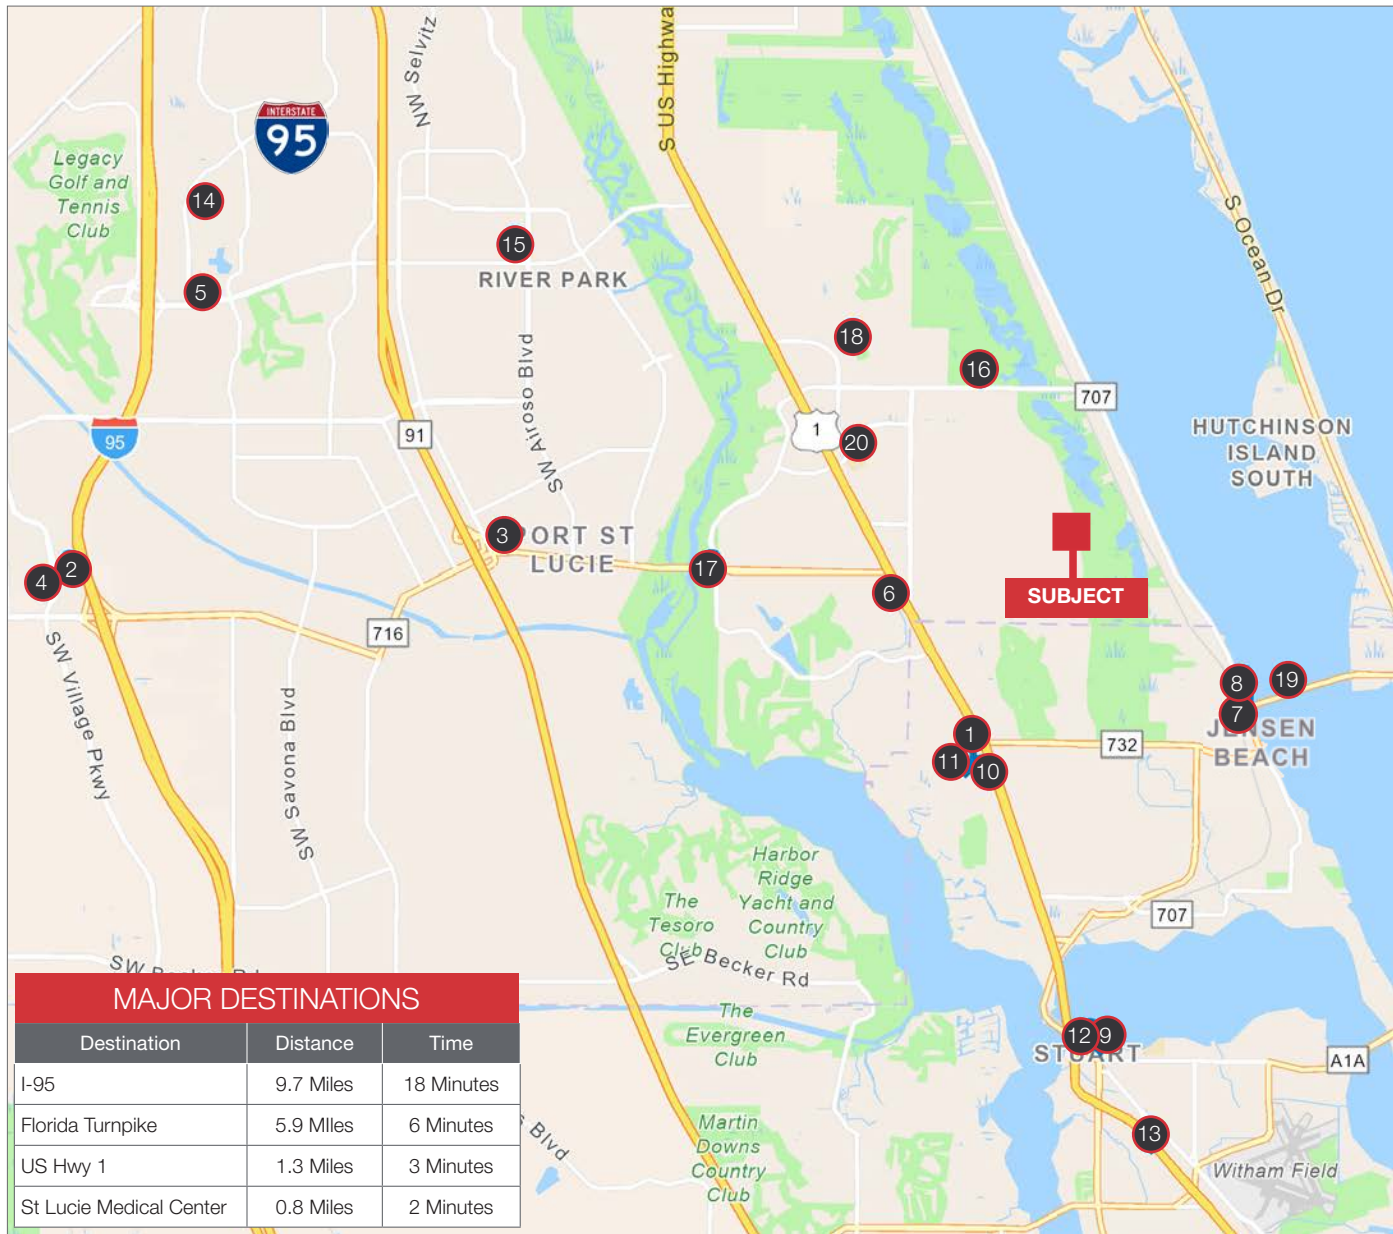 S US Highwa
NW Selvitz
INTERSTATE
95
Legacy
Golf and
Tennis
Club
14
S Ocean Dr
15
RIVER PARK
5
18
16
SW Airoso Blvd
707
91
1
HUTCHINSON
ISLAND
SOUTH
95
20
3
PORT ST
LUCIE
2
4
17
6
SUBJECT
716
SW Village Pkwy
SW Savona Blvd
8
19
7
JENSEN
BEACH
1
732
11
10
Harbor
Ridge
Yacht and
Country
Club
The
Tesoro
Club
707
SE Becker Rd
SW Becker Rd
The
Evergreen
Club
12
9
STUART
A1A
13
Martin
Downs
Country
Club
Witham Field
s Blvd
MAJOR DESTINATIONS
Destination Distance Time
I-95 9.7 Miles 18 Minutes
Florida Turnpike 5.9 MIles 6 Minutes
US Hwy 1 1.3 Miles 3 Minutes
St Lucie Medical Center 0.8 Miles 2 Minutes